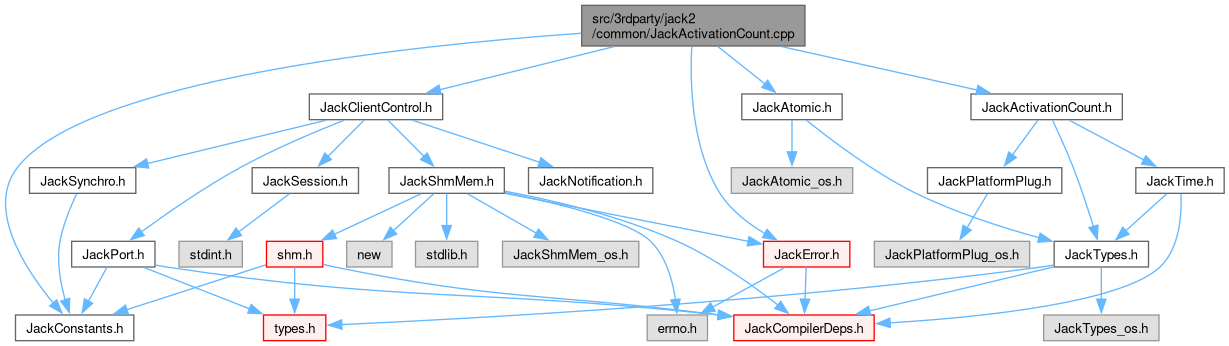 src/3rdparty/jack2
/common/JackActivationCount.cpp
JackClientControl.h
JackAtomic.h
JackActivationCount.h
JackSynchro.h
JackSession.h
JackShmMem.h
JackNotification.h
JackAtomic_os.h
JackPlatformPlug.h
JackTime.h
JackPort.h
stdint.h
shm.h
new
stdlib.h
JackShmMem_os.h
JackError.h
JackPlatformPlug_os.h
JackTypes.h
JackConstants.h
types.h
errno.h
JackCompilerDeps.h
JackTypes_os.h